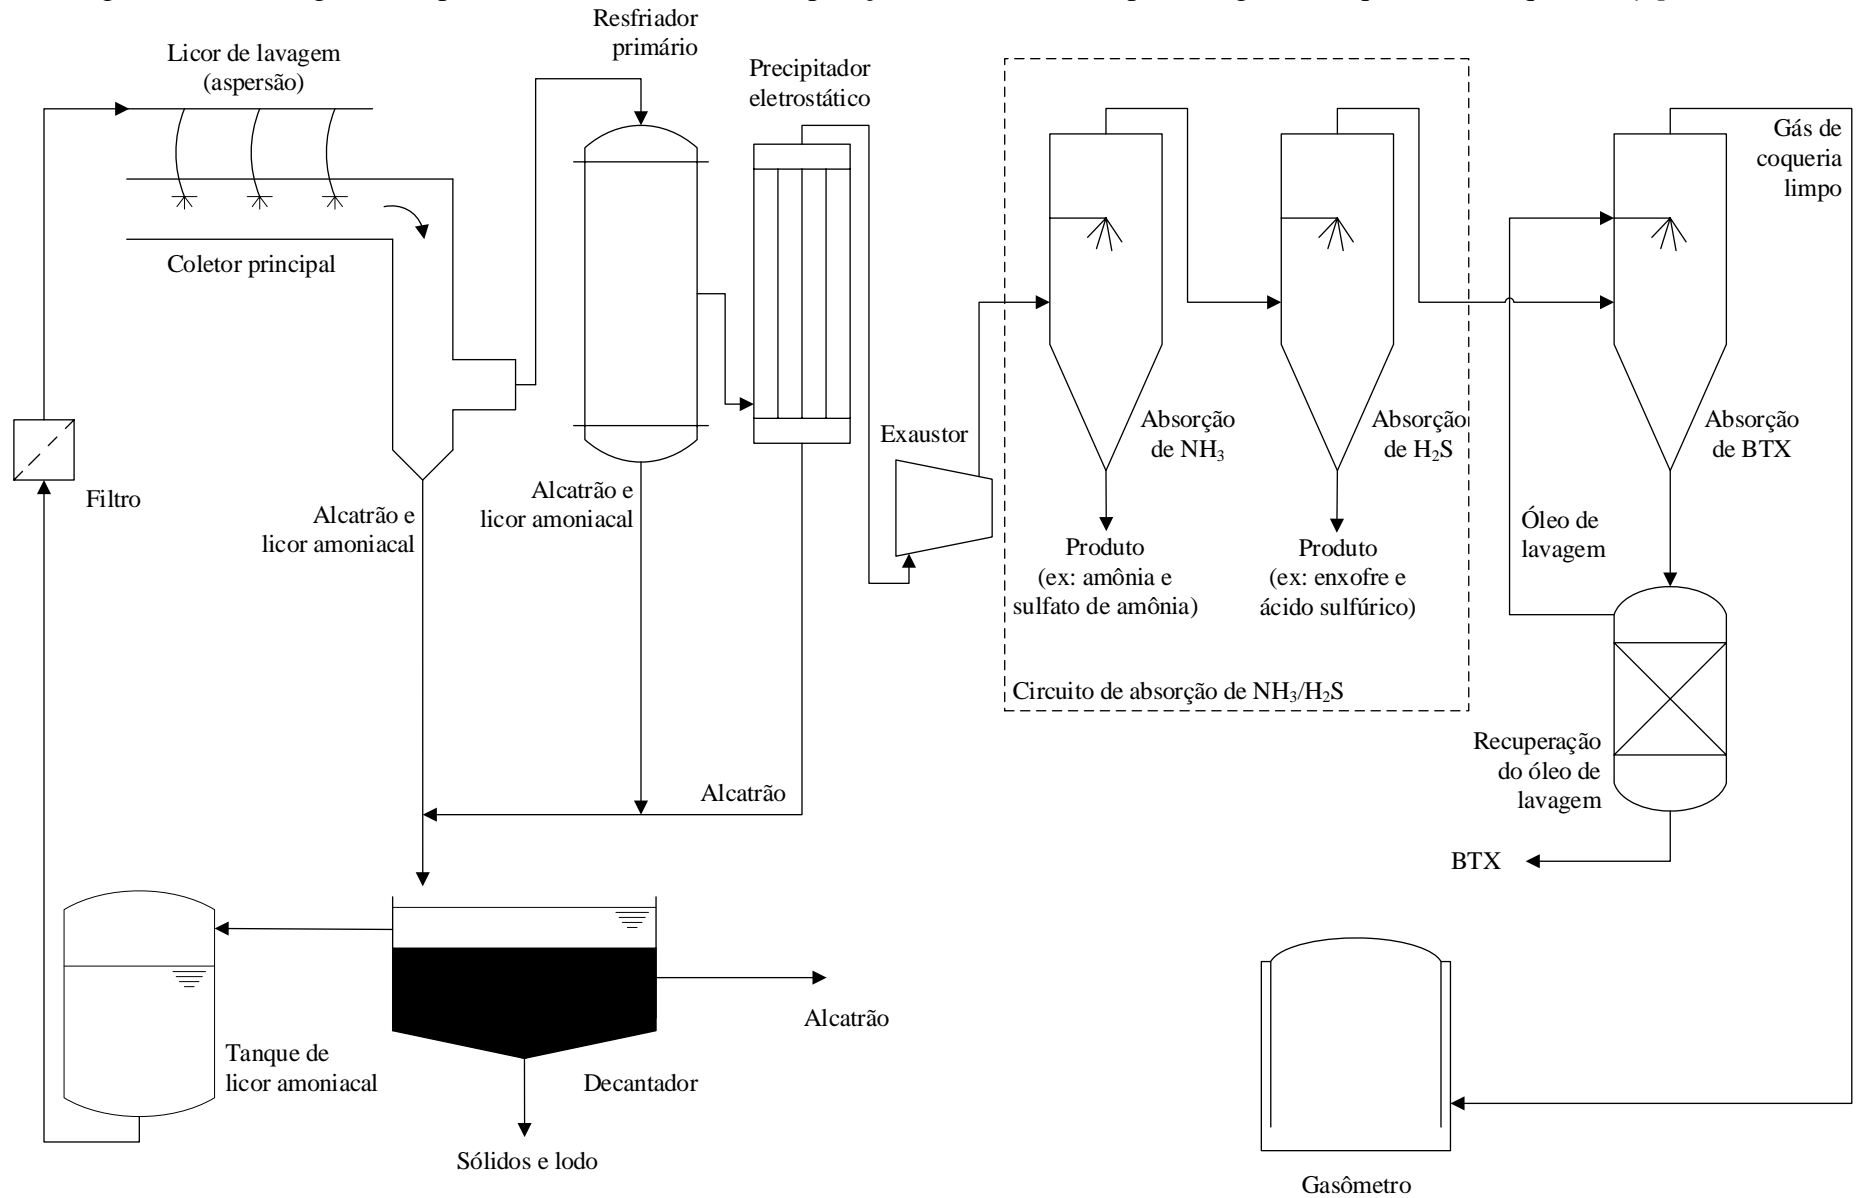 Resfriador
primário
Licor de lavagem
(aspersão)
Precipitador
eletrostático
Gás de
coqueria
limpo
Coletor principal
Filtro
Alcatrão e
licor amoniacal
Alcatrão e
licor amoniacal
Exaustor
Absorção
de NH₃
Absorção
de H₂S
Absorção
de BTX
Produto
(ex: amônia e
sulfato de amônia)
Produto
(ex: enxofre e
ácido sulfúrico)
Óleo de
lavagem
Circuito de absorção de NH₃/H₂S
Recuperação
do óleo de
lavagem
Alcatrão
BTX
Alcatrão
Tanque de
licor amoniacal
Decantador
Sólidos e lodo
Gasômetro